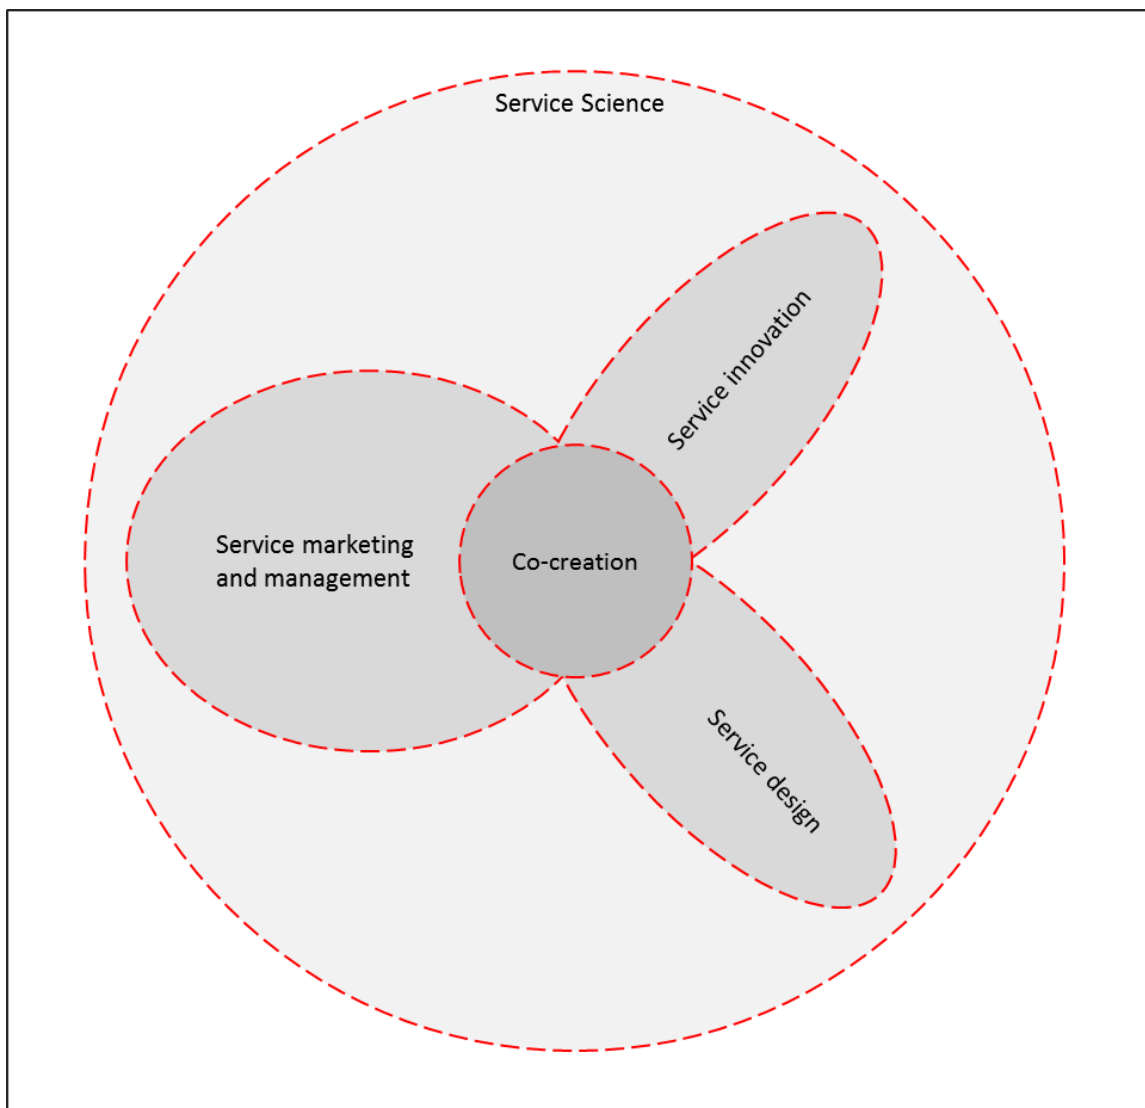 Service Science
Service innovation
Service marketing
and management
Co-creation
Service design